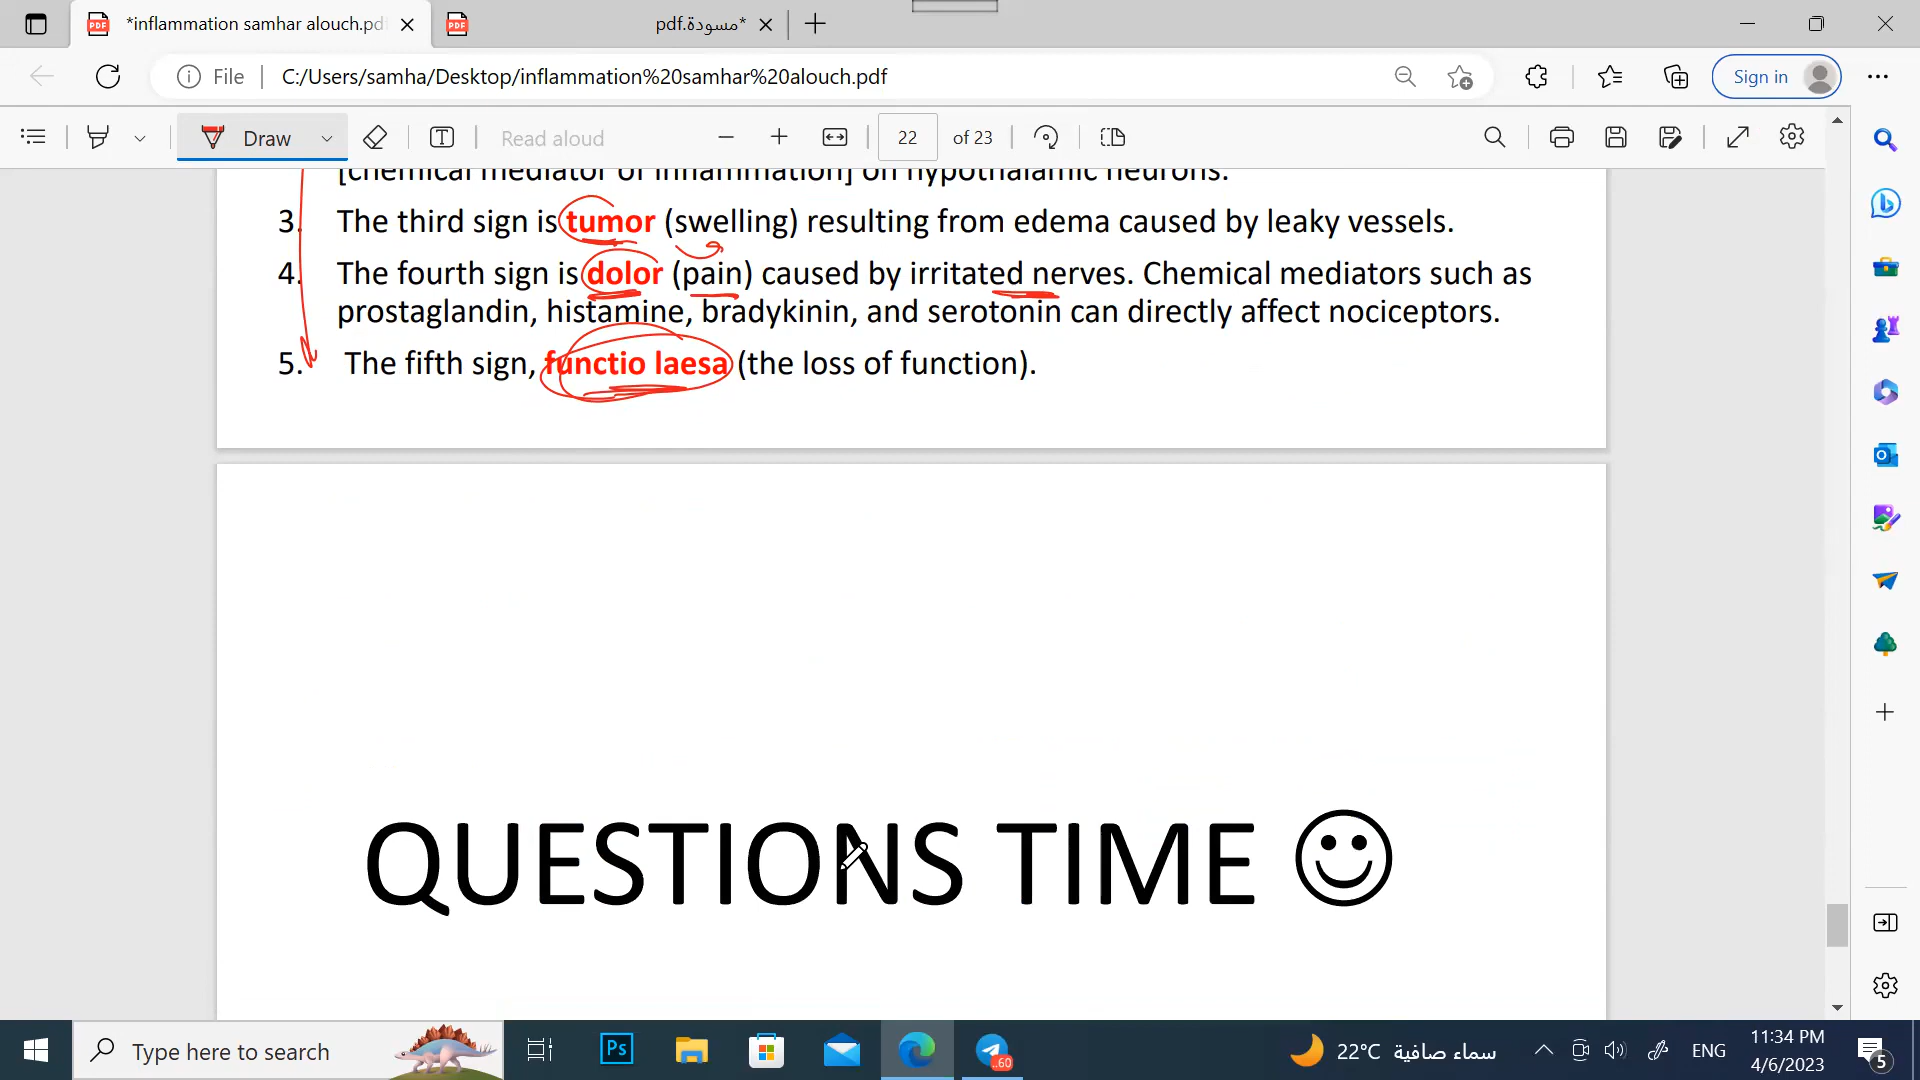 *inflammation samhar alouch.pd
*مسودة.pdf
File
C:/Users/samha/Desktop/inflammation%20samhar%20alouch.pdf
Sign in
Draw
Read aloud
22
of 23
[chemical mediator of inflammation] on hypothalamic neurons.
3. The third sign is tumor (swelling) resulting from edema caused by leaky vessels.
4. The fourth sign is dolor (pain) caused by irritated nerves. Chemical mediators such as
prostaglandin, histamine, bradykinin, and serotonin can directly affect nociceptors.
5. The fifth sign, functio laesa (the loss of function).
QUESTIONS TIME
Type here to search
Ps
..60
22°C سماء صافية
ENG
11:34 PM
4/6/2023
5